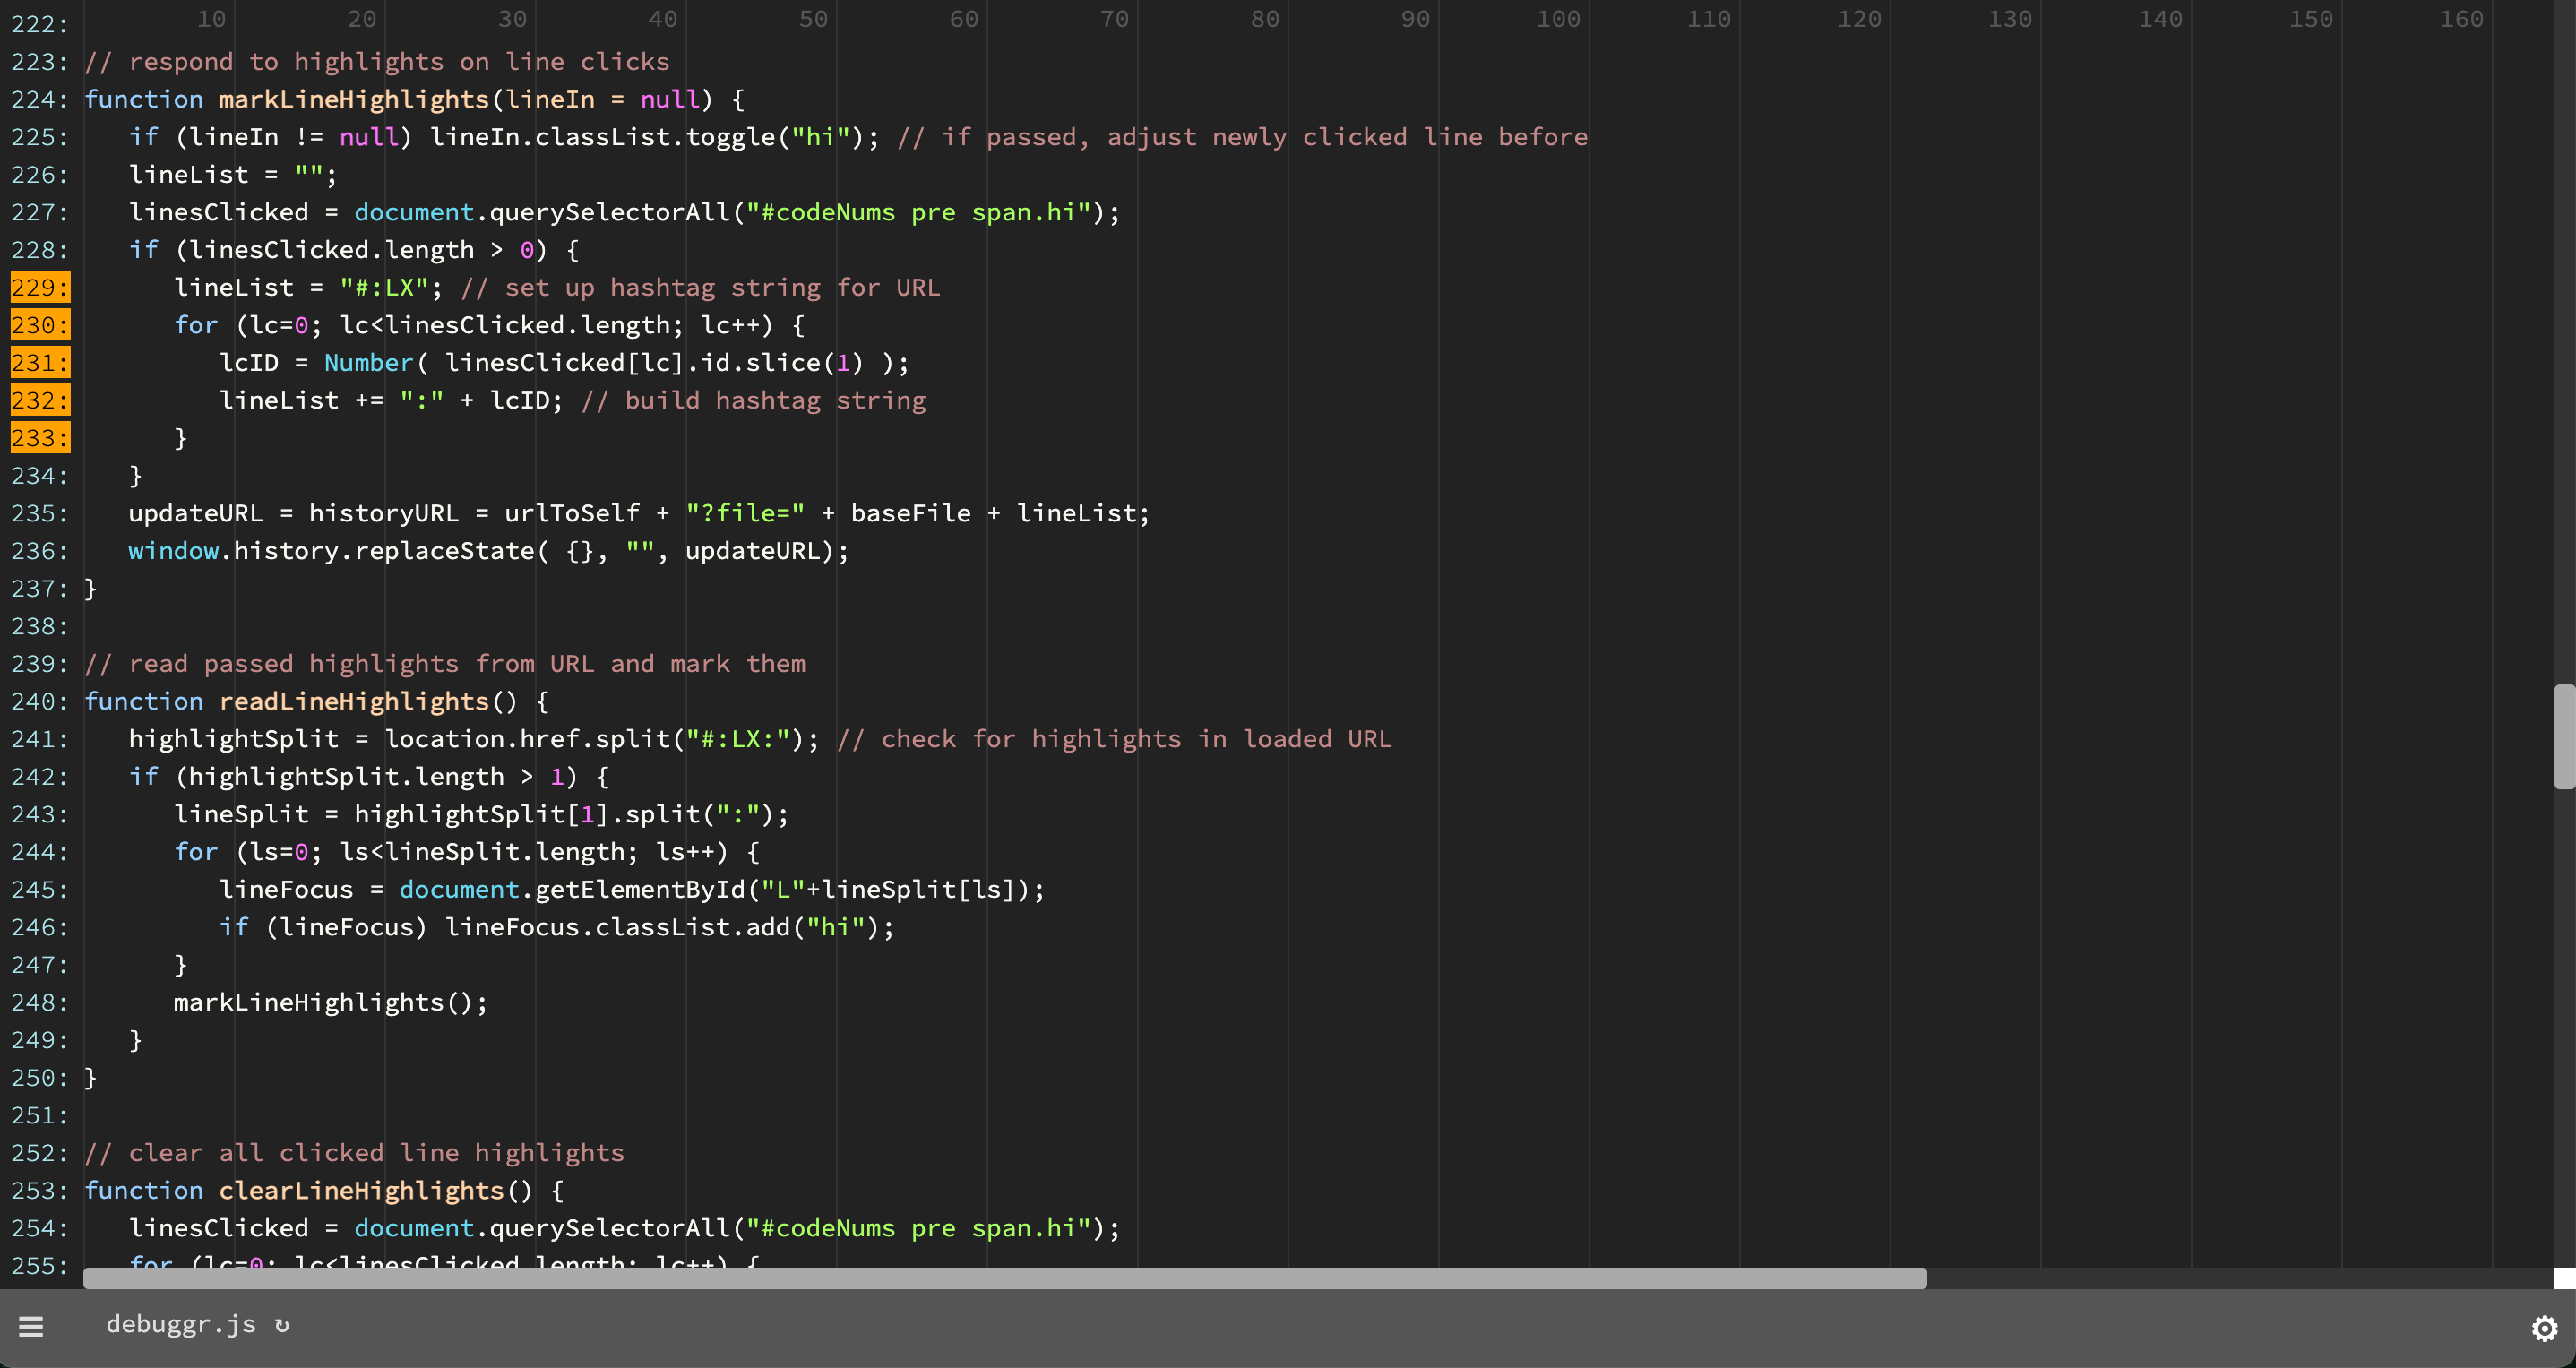 10 20 30 40 50 60 70 80 90 100 110 120 130 140 150 160
222:
223: // respond to highlights on line clicks
224: function markLineHighlights(lineIn = null) {
225:    if (lineIn != null) lineIn.classList.toggle("hi"); // if passed, adjust newly clicked line before
226:    lineList = "";
227:    linesClicked = document.querySelectorAll("#codeNums pre span.hi");
228:    if (linesClicked.length > 0) {
229:       lineList = "#:LX"; // set up hashtag string for URL
230:       for (lc=0; lc<linesClicked.length; lc++) {
231:          lcID = Number( linesClicked[lc].id.slice(1) );
232:          lineList += ":" + lcID; // build hashtag string
233:       }
234:    }
235:    updateURL = historyURL = urlToSelf + "?file=" + baseFile + lineList;
236:    window.history.replaceState( {}, "", updateURL);
237: }
238:
239: // read passed highlights from URL and mark them
240: function readLineHighlights() {
241:    highlightSplit = location.href.split("#:LX:"); // check for highlights in loaded URL
242:    if (highlightSplit.length > 1) {
243:       lineSplit = highlightSplit[1].split(":");
244:       for (ls=0; ls<lineSplit.length; ls++) {
245:          lineFocus = document.getElementById("L"+lineSplit[ls]);
246:          if (lineFocus) lineFocus.classList.add("hi");
247:       }
248:       markLineHighlights();
249:    }
250: }
251:
252: // clear all clicked line highlights
253: function clearLineHighlights() {
254:    linesClicked = document.querySelectorAll("#codeNums pre span.hi");
255:    for (lc=0; lc<linesClicked.length; lc++) {
debuggr.js ↻